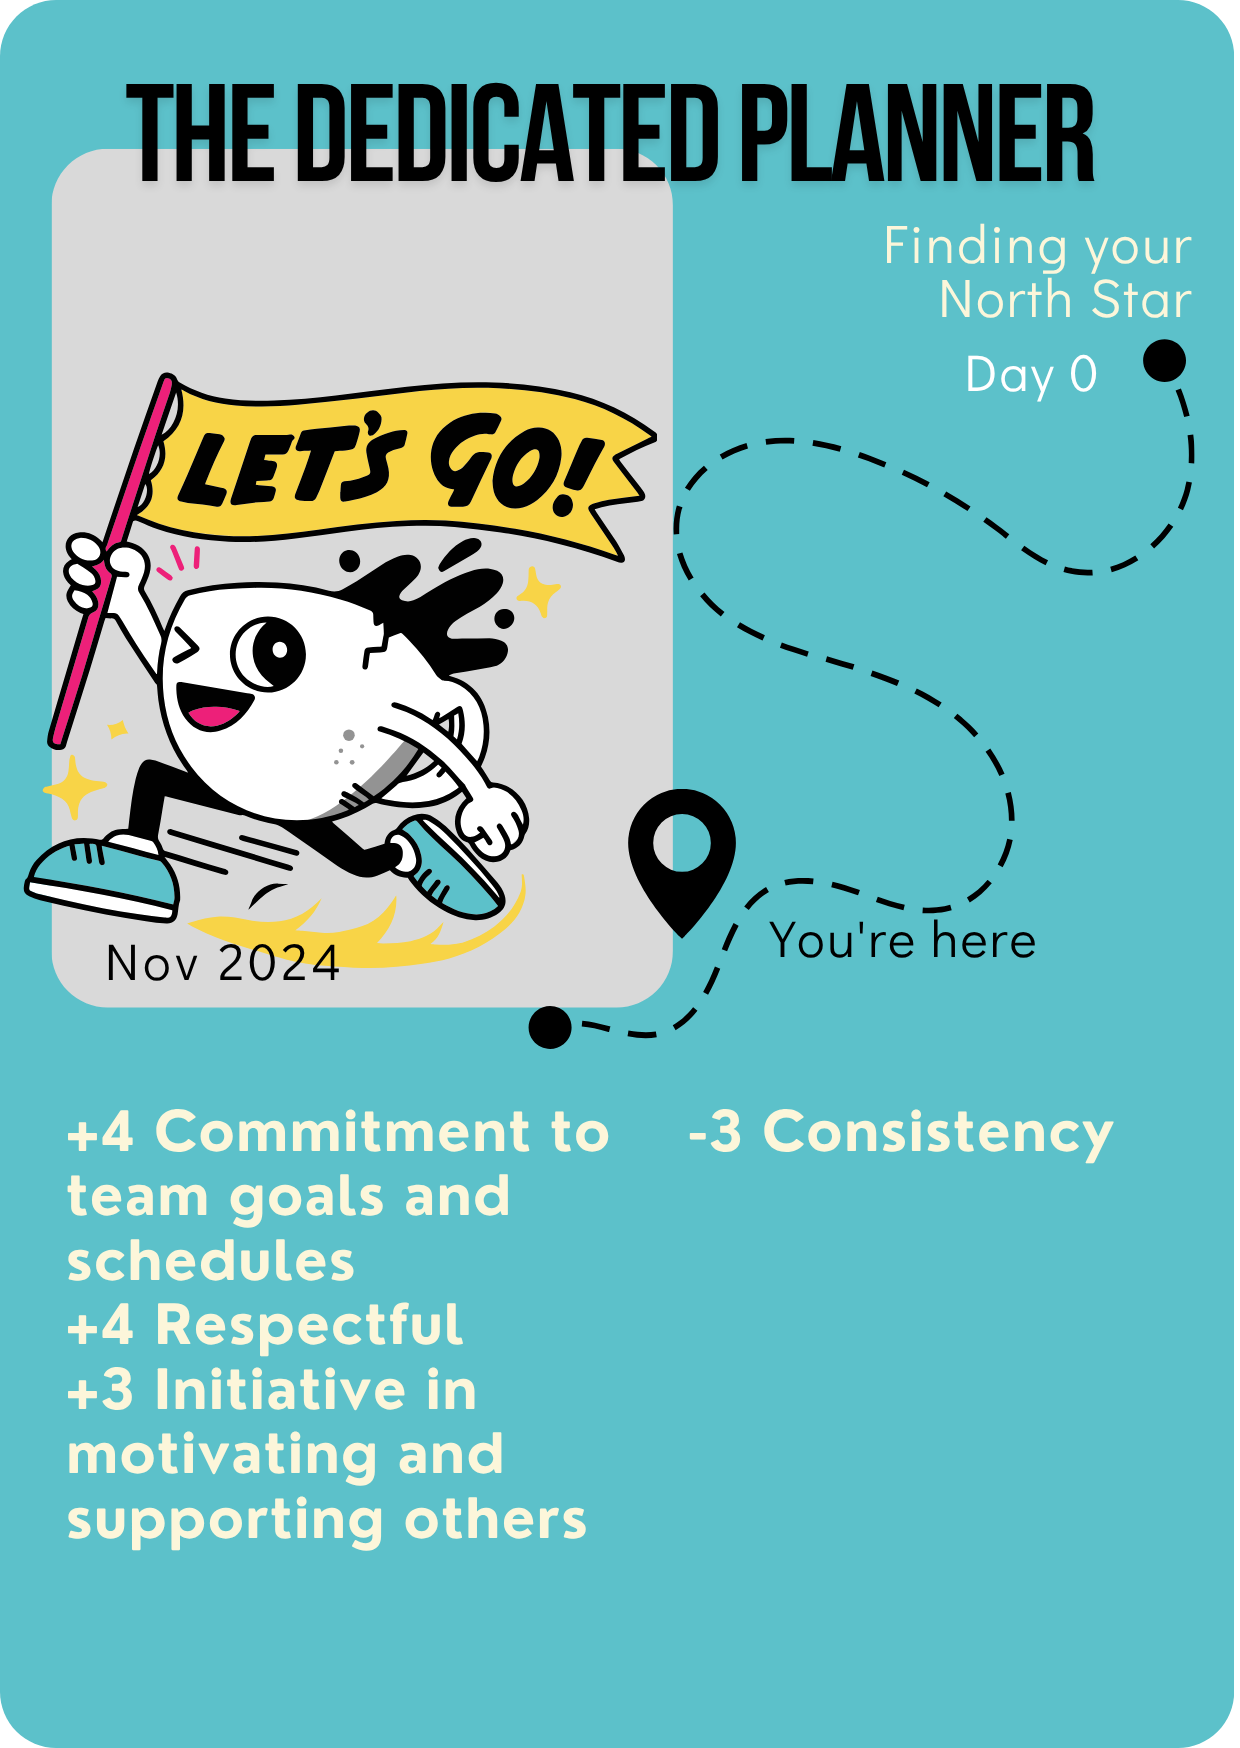 THE DEDICATED PLANNER
Finding your
North Star
Day 0
LET'S GO!
You're here
Nov 2024
+4 Commitment to
team goals and
schedules
+4 Respectful
+3 Initiative in
motivating and
supporting others
-3 Consistency